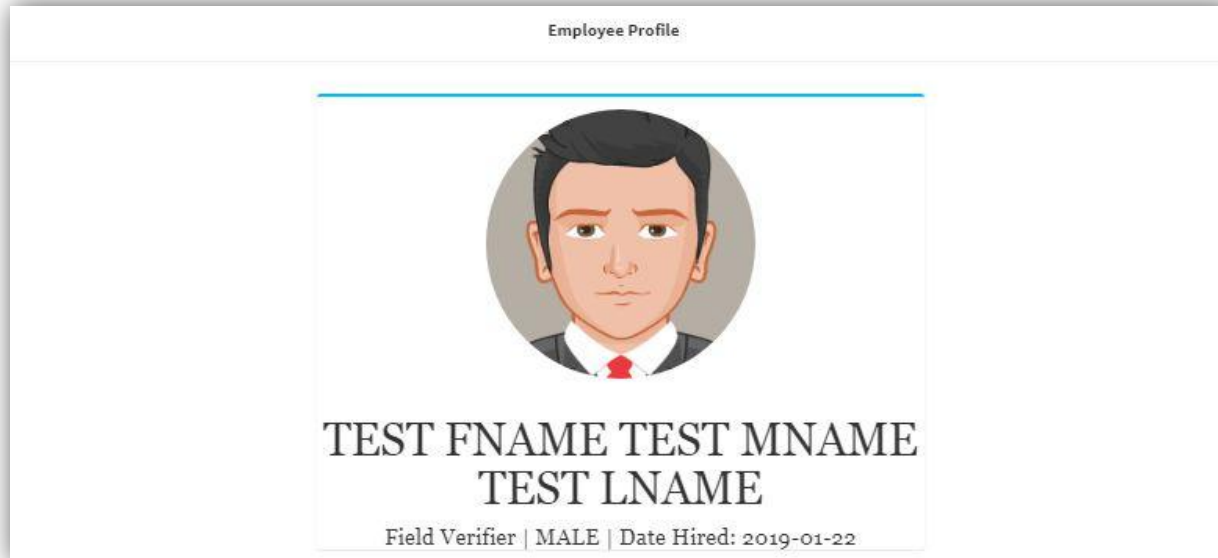 Employee Profile
TEST FNAME TEST MNAME
TEST LNAME
Field Verifier | MALE | Date Hired: 2019-01-22